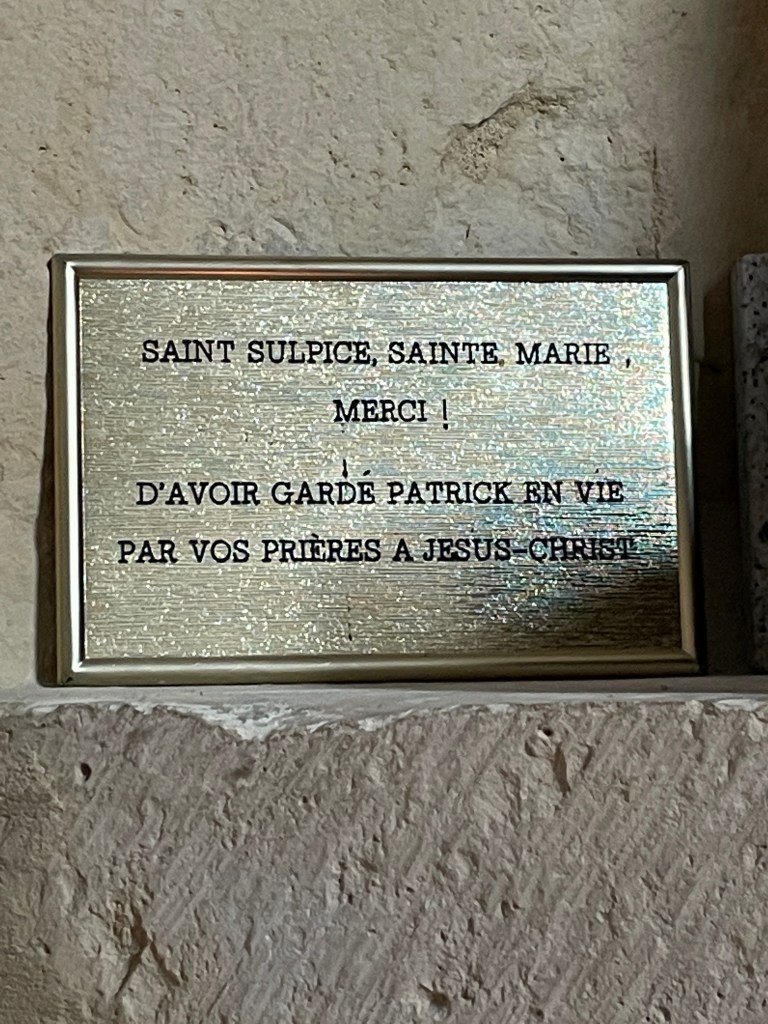 SAINT SULPICE, SAINTE MARIE ,
MERCI !
D'AVOIR GARDÉ PATRICK EN VIE
PAR VOS PRIÈRES A JESUS-CHRIST